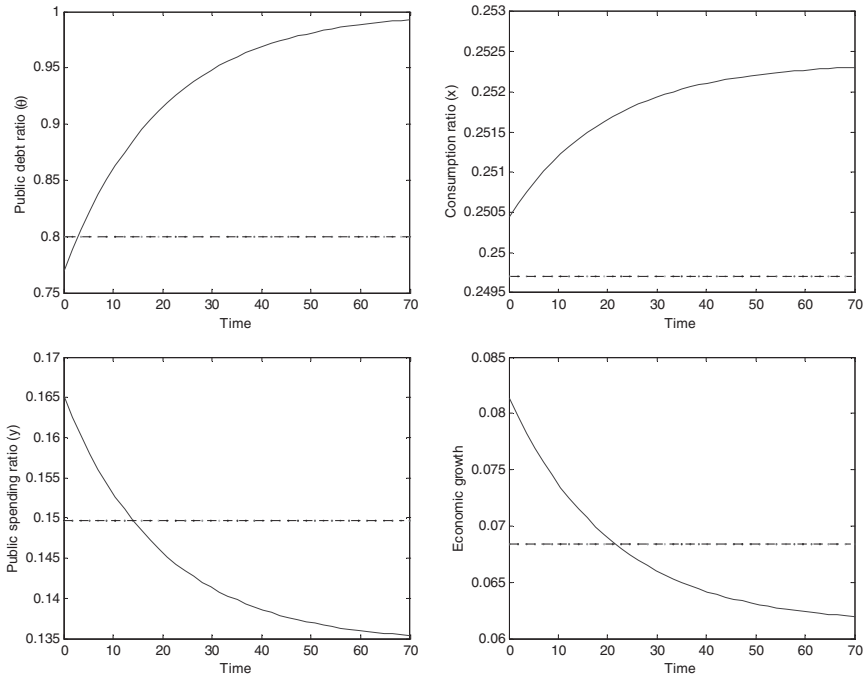 Public debt ratio (θ)
1
0.95
0.9
0.85
0.8
0.75
0 10 20 30 40 50 60 70
Time
Consumption ratio (x)
0.253
0.2525
0.252
0.2515
0.251
0.2505
0.25
0.2495
0 10 20 30 40 50 60 70
Time
Public spending ratio (y)
0.17
0.165
0.16
0.155
0.15
0.145
0.14
0.135
0 10 20 30 40 50 60 70
Time
Economic growth
0.085
0.08
0.075
0.07
0.065
0.06
0 10 20 30 40 50 60 70
Time